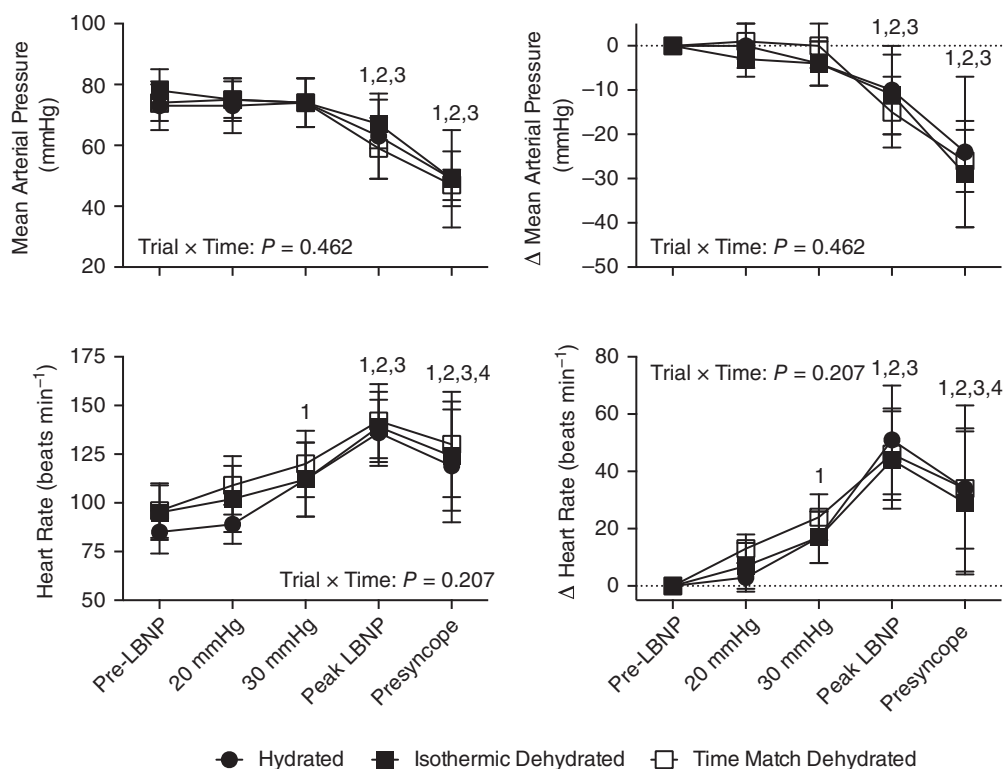 Mean Arterial Pressure
(mmHg)
100
80
60
40
20
1,2,3
1,2,3
Trial × Time: P = 0.462
Δ Mean Arterial Pressure
(mmHg)
0
−10
−20
−30
−40
−50
1,2,3
1,2,3
Trial × Time: P = 0.462
Heart Rate (beats min⁻¹)
175
150
125
100
75
50
1
1,2,3
1,2,3,4
Trial × Time: P = 0.207
Pre-LBNP
20 mmHg
30 mmHg
Peak LBNP
Presyncope
Δ Heart Rate (beats min⁻¹)
80
60
40
20
0
Trial × Time: P = 0.207
1
1,2,3
1,2,3,4
Pre-LBNP
20 mmHg
30 mmHg
Peak LBNP
Presyncope
Hydrated
Isothermic Dehydrated
Time Match Dehydrated